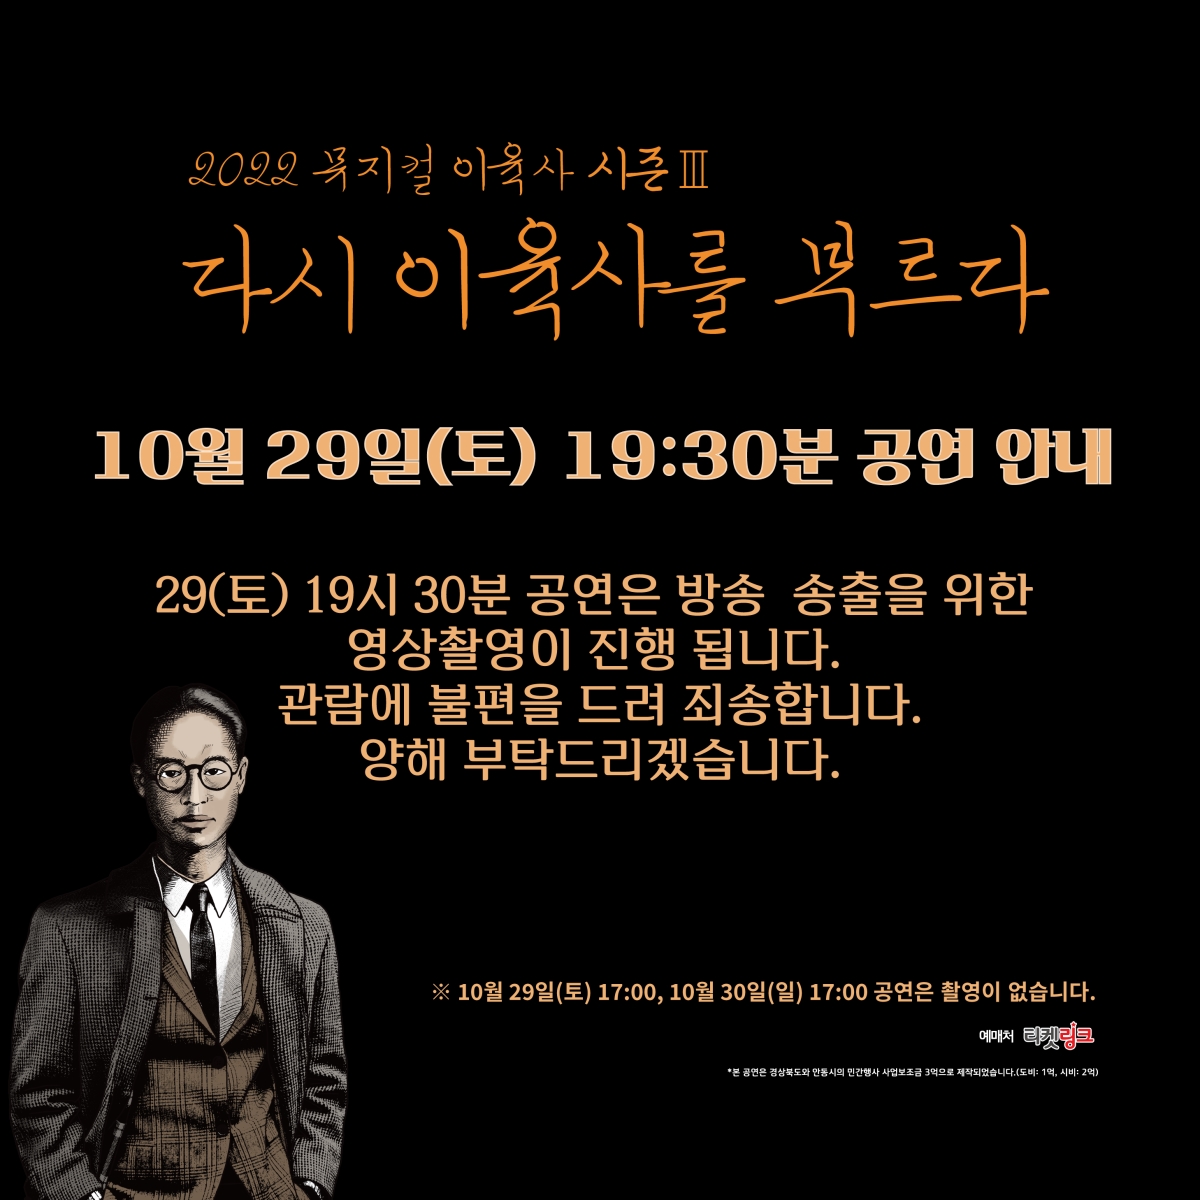 2022 뮤지컬 이육사 시즌 Ⅲ
다시 이육사를 부르다
10월 29일(토) 19:30분 공연 안내
29(토) 19시 30분 공연은 방송 송출을 위한
영상촬영이 진행 됩니다.
관람에 불편을 드려 죄송합니다.
양해 부탁드리겠습니다.
※ 10월 29일(토) 17:00, 10월 30일(일) 17:00 공연은 촬영이 없습니다.
예매처 티켓링크
*본 공연은 경상북도와 안동시의 민간행사 사업보조금 3억으로 제작되었습니다.(도비: 1억, 시비: 2억)